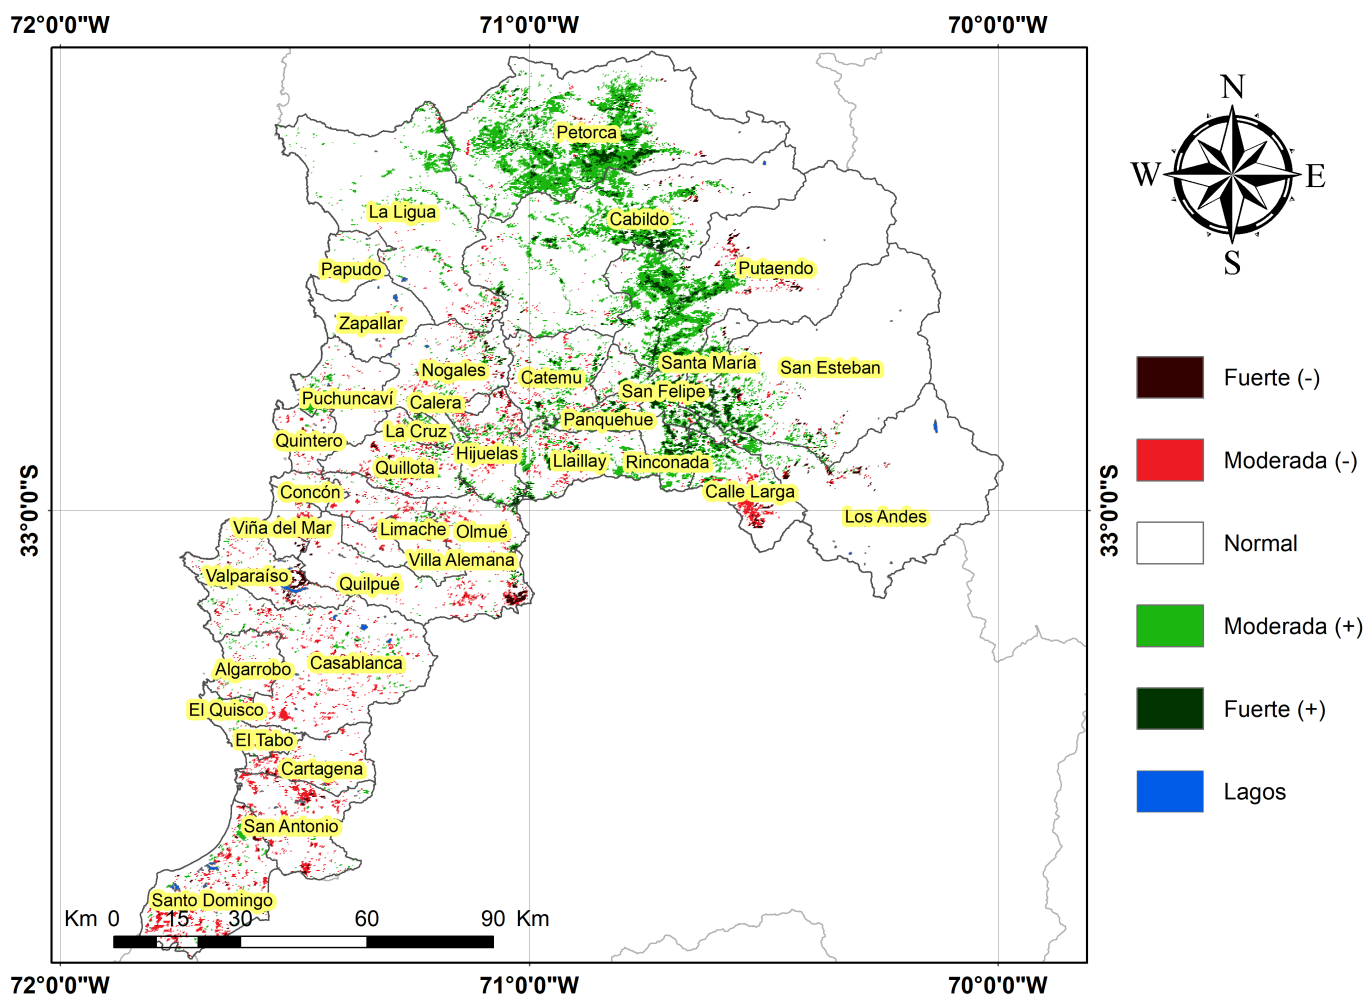 72°0'0"W
71°0'0"W
70°0'0"W
N
W
E
S
Petorca
La Ligua
Cabildo
Papudo
Putaendo
Zapallar
Santa María
San Esteban
Nogales
Catemu
San Felipe
Puchuncaví
Calera
Panquehue
La Cruz
Quintero
Hijuelas
Quillota
Llaillay
Rinconada
Concón
Calle Larga
Viña del Mar
Limache
Olmué
Los Andes
Villa Alemana
Valparaíso
Quilpué
Algarrobo
Casablanca
El Quisco
El Tabo
Cartagena
San Antonio
Santo Domingo
33°0'0"S
33°0'0"S
Fuerte (-)
Moderada (-)
Normal
Moderada (+)
Fuerte (+)
Lagos
Km 0 15 30 60 90 Km
72°0'0"W
71°0'0"W
70°0'0"W